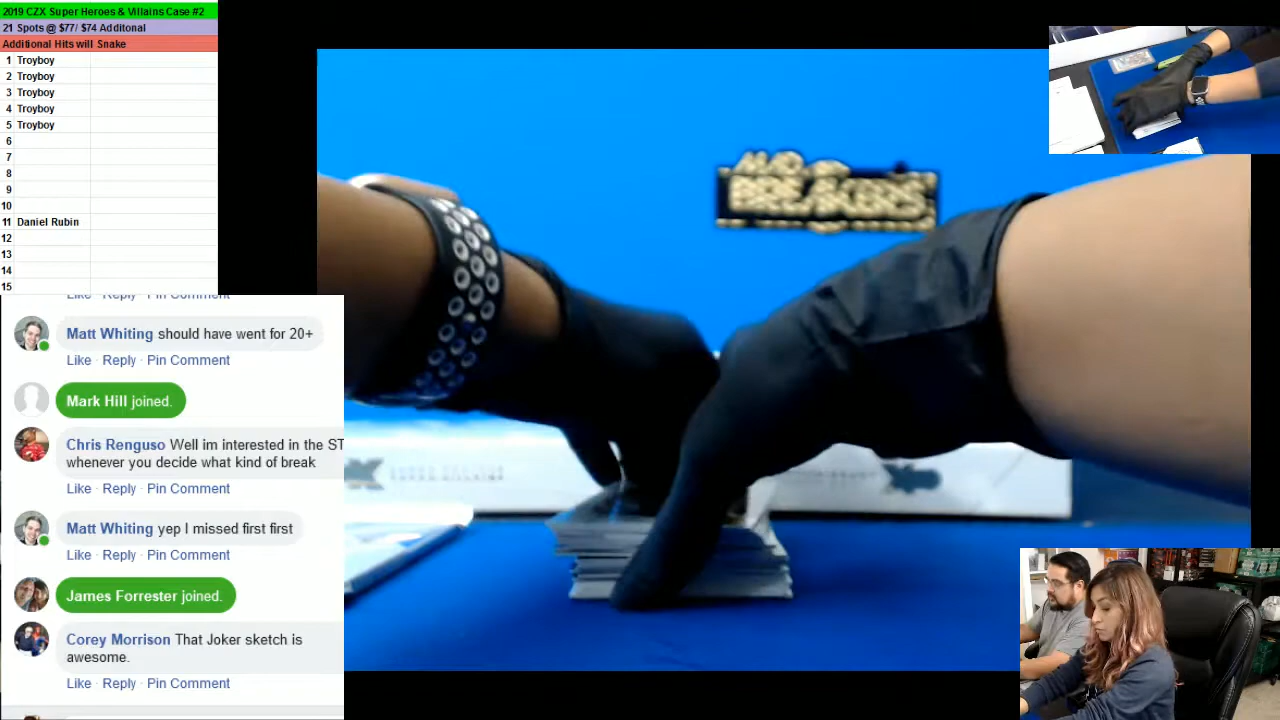 2019 CZX Super Heroes & Villains Case #2
21 Spots @ $77/ $74 Additonal
Additional Hits will Snake
1 Troyboy
2 Troyboy
3 Troyboy
4 Troyboy
5 Troyboy
6
7
8
9
10
11 Daniel Rubin
12
13
14
15
Like · Reply · Pin Comment
Matt Whiting should have went for 20+
Like · Reply · Pin Comment
Mark Hill joined.
Chris Renguso Well im interested in the ST
whenever you decide what kind of break
Like · Reply · Pin Comment
Matt Whiting yep I missed first first
Like · Reply · Pin Comment
James Forrester joined.
Corey Morrison That Joker sketch is
awesome.
Like · Reply · Pin Comment
BREAKERS